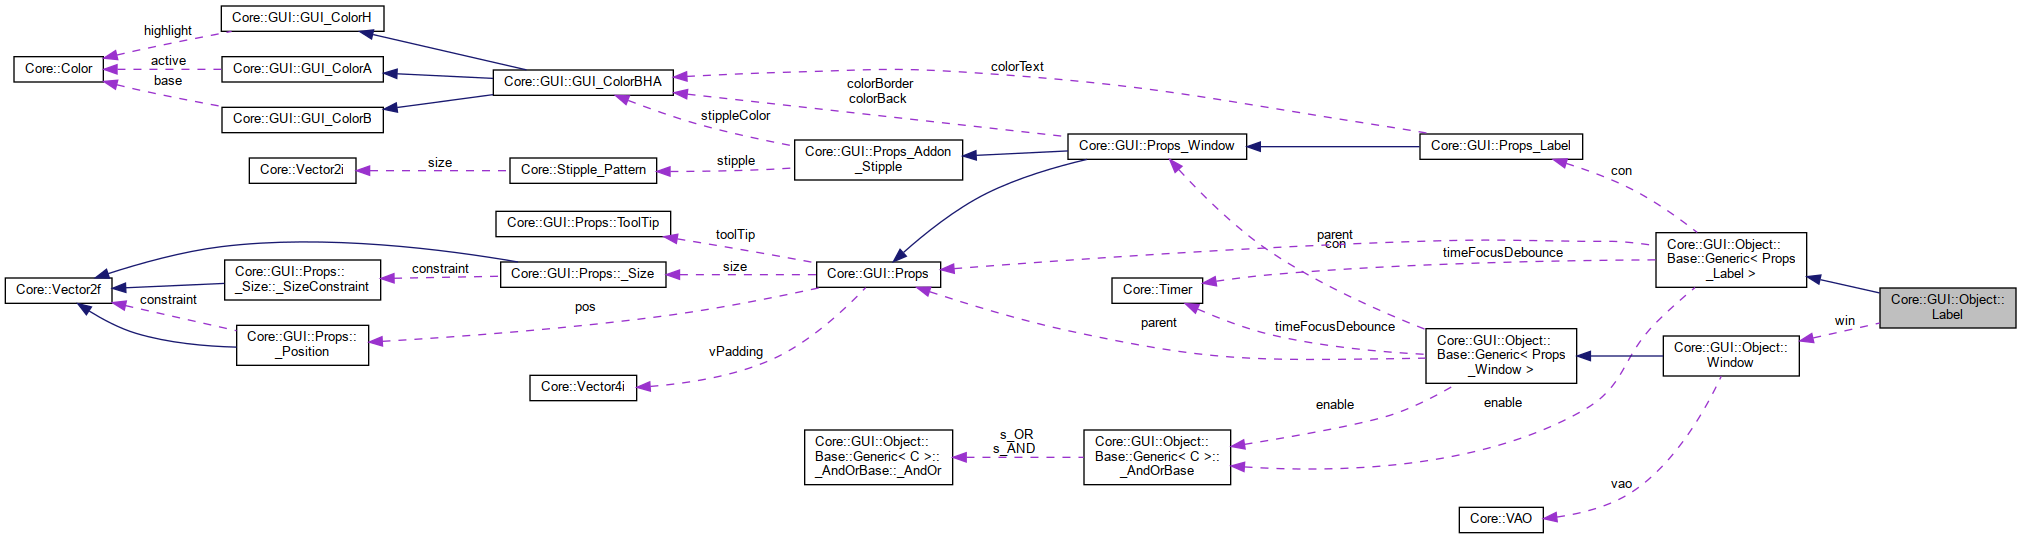 Core::GUI::GUI_ColorH
highlight
Core::Color
active
base
Core::GUI::GUI_ColorA
Core::GUI::GUI_ColorB
Core::GUI::GUI_ColorBHA
colorText
colorBorder
colorBack
stippleColor
Core::Vector2i
size
Core::Stipple_Pattern
stipple
Core::GUI::Props_Addon
_Stipple
Core::GUI::Props_Window
Core::GUI::Props_Label
con
Core::GUI::Props::ToolTip
toolTip
Core::Vector2f
Core::GUI::Props::
_Size::_SizeConstraint
constraint
Core::GUI::Props::_Size
size
Core::GUI::Props
constraint
Core::GUI::Props::
_Position
pos
vPadding
Core::Vector4i
parent
con
timeFocusDebounce
Core::Timer
parent
timeFocusDebounce
Core::GUI::Object::
Base::Generic< Props
_Label >
Core::GUI::Object::
Label
win
Core::GUI::Object::
Base::Generic< Props
_Window >
Core::GUI::Object::
Window
enable
enable
Core::GUI::Object::
Base::Generic< C >::
_AndOrBase::_AndOr
s_OR
s_AND
Core::GUI::Object::
Base::Generic< C >::
_AndOrBase
vao
Core::VAO